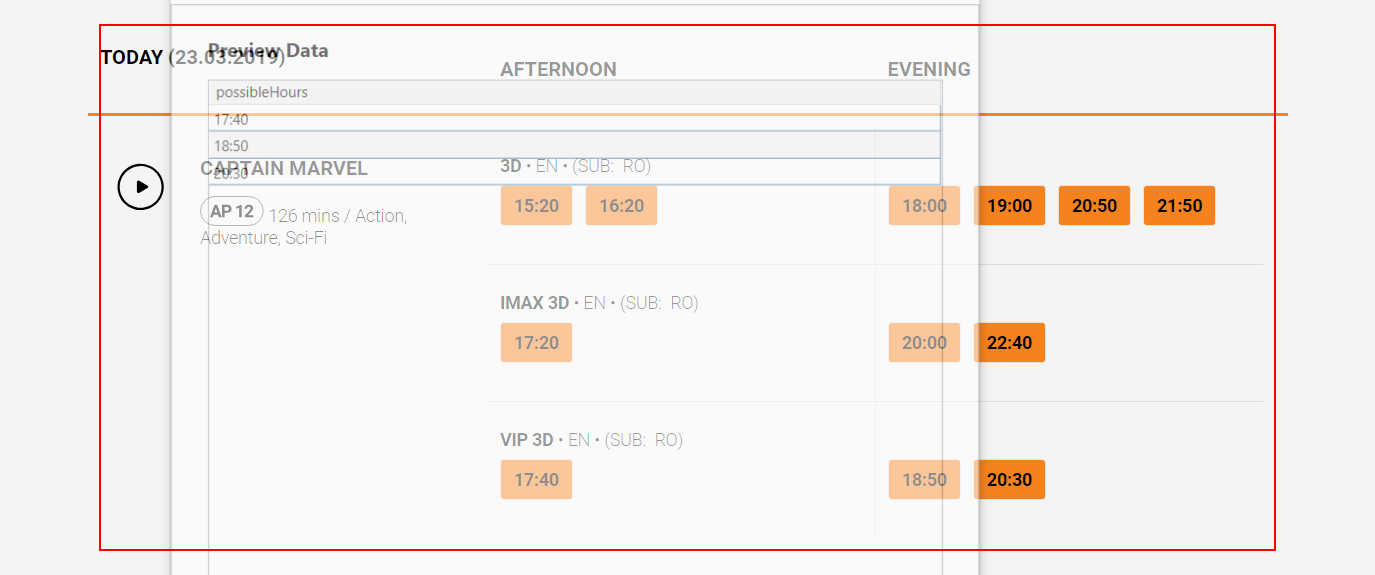 Preview Data
TODAY (23.03.2019)
AFTERNOON
EVENING
possibleHours
17:40
18:50
20:30
CAPTAIN MARVEL
AP 12 126 mins / Action,
Adventure, Sci-Fi
3D • EN • (SUB: RO)
15:20 16:20 18:00 19:00 20:50 21:50
IMAX 3D • EN • (SUB: RO)
17:20 20:00 22:40
VIP 3D • EN • (SUB: RO)
17:40 18:50 20:30